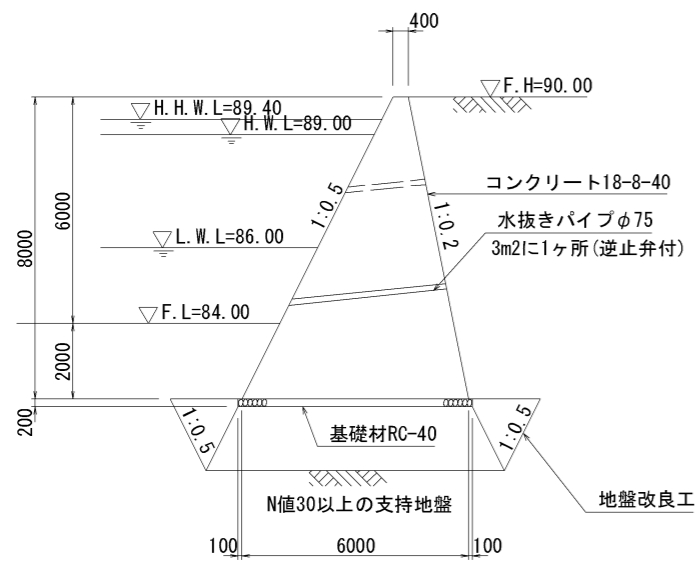 400
F.H=90.00
H.H.W.L=89.40
H.W.L=89.00
コンクリート18-8-40
1:0.5
1:0.2
水抜きパイプφ75
3m2に1ヶ所(逆止弁付)
6000
8000
L.W.L=86.00
F.L=84.00
2000
200
1:0.5
1:0.5
基礎材RC-40
N値30以上の支持地盤
地盤改良工
100
6000
100